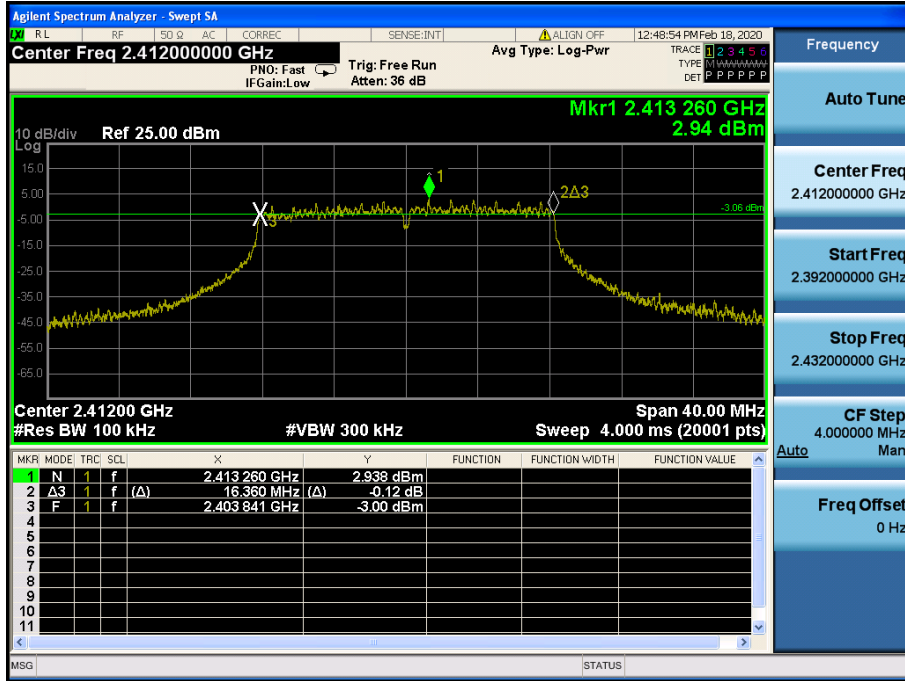 Agilent Spectrum Analyzer - Swept SA
LXI RL RF 50 Ω AC CORREC SENSE:INT ALIGN OFF 12:48:54 PM Feb 18, 2020
Center Freq 2.412000000 GHz
PNO: Fast
IFGain:Low
Trig: Free Run
Atten: 36 dB
Avg Type: Log-Pwr
TRACE 1 2 3 4 5 6
TYPE M WWWWW
DET P P P P P P
Mkr1 2.413 260 GHz
2.94 dBm
10 dB/div Ref 25.00 dBm
Log
15.0
5.00
-5.00
-15.0
-25.0
-35.0
-45.0
-55.0
-65.0
1
2Δ3
3
-3.06 dBm
Center 2.41200 GHz Span 40.00 MHz
#Res BW 100 kHz #VBW 300 kHz Sweep 4.000 ms (20001 pts)
MKR MODE TRC SCL X Y FUNCTION FUNCTION WIDTH FUNCTION VALUE
1 N 1 f 2.413 260 GHz 2.938 dBm
2 Δ3 1 f (Δ) 16.360 MHz (Δ) -0.12 dB
3 F 1 f 2.403 841 GHz -3.00 dBm
4
5
6
7
8
9
10
11
MSG STATUS
Frequency
Auto Tune
Center Freq
2.412000000 GHz
Start Freq
2.392000000 GHz
Stop Freq
2.432000000 GHz
CF Step
4.000000 MHz
Auto Man
Freq Offset
0 Hz